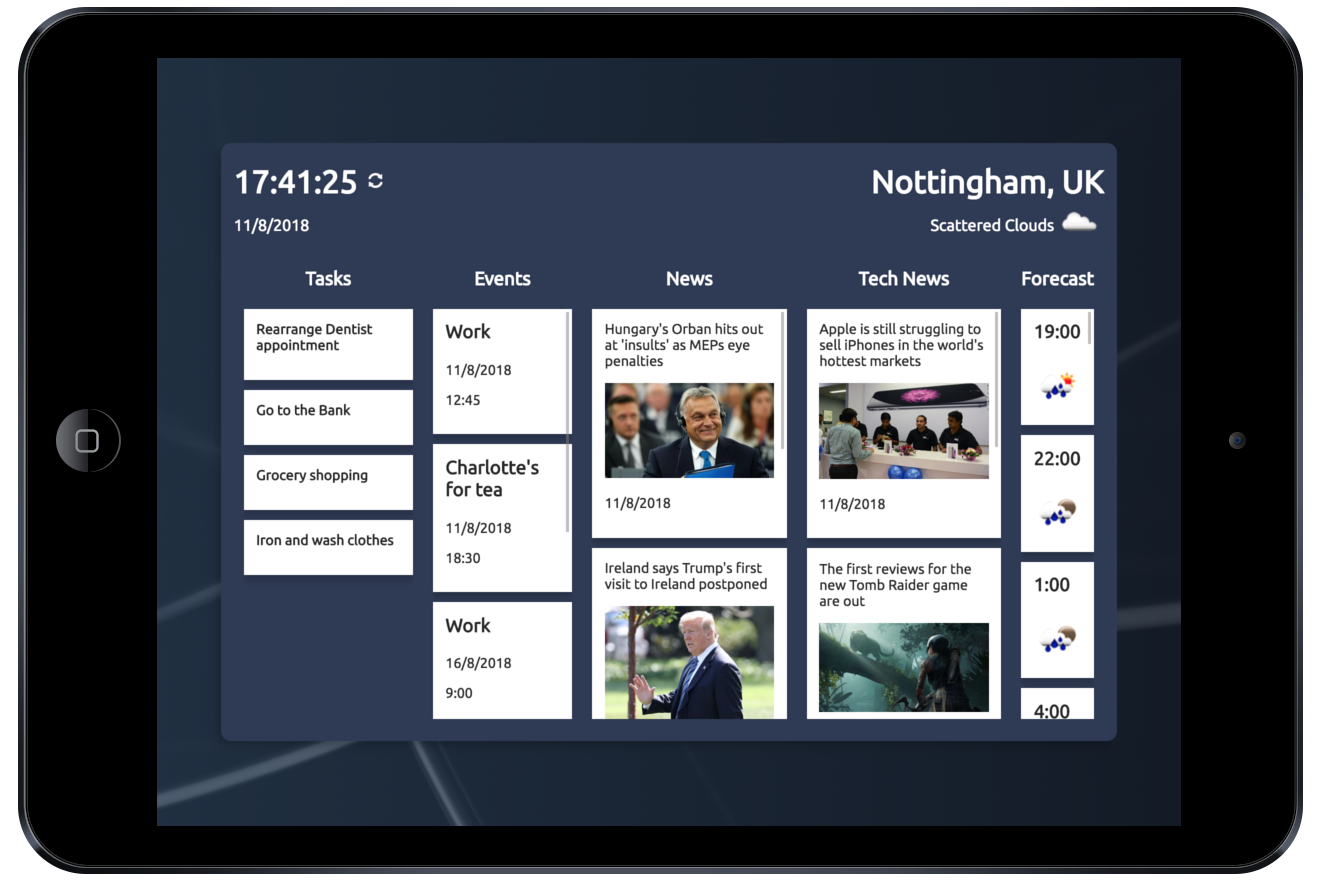 17:41:25
Nottingham, UK
11/8/2018
Scattered Clouds
Tasks
Rearrange Dentist
appointment
Go to the Bank
Grocery shopping
Iron and wash clothes
Events
Work
11/8/2018
12:45
Charlotte's
for tea
11/8/2018
18:30
Work
16/8/2018
9:00
News
Hungary's Orban hits out
at 'insults' as MEPs eye
penalties
11/8/2018
Ireland says Trump's first
visit to Ireland postponed
Tech News
Apple is still struggling to
sell iPhones in the world's
hottest markets
11/8/2018
The first reviews for the
new Tomb Raider game
are out
Forecast
19:00
22:00
1:00
4:00